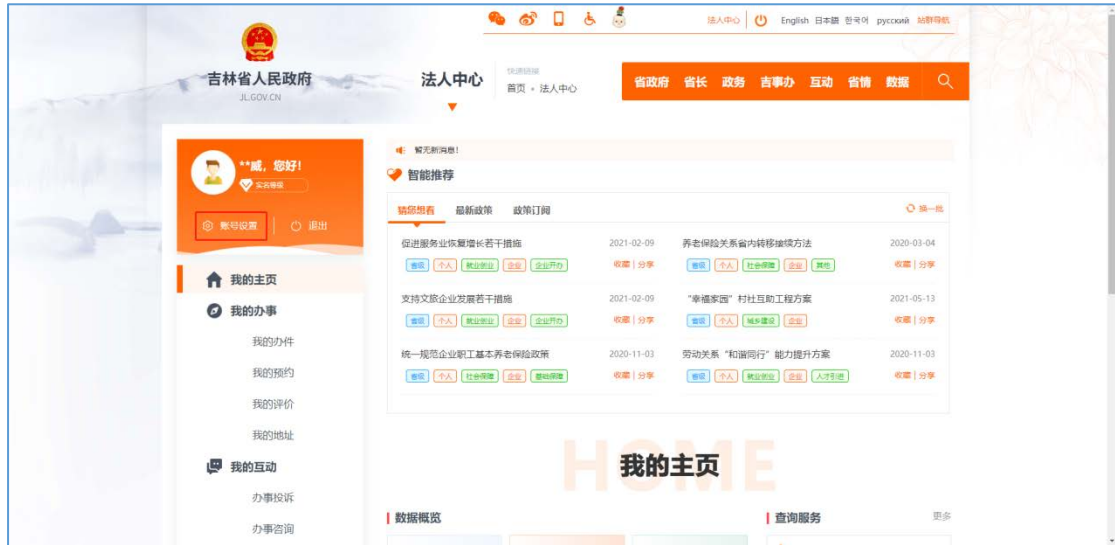 法人中心 English 日本語 한국어 русский 站群导航
吉林省人民政府
JL.GOV.CN
法人中心
快速链接
首页 法人中心
省政府 省长 政务 吉事办 互动 省情 数据
**威，您好！
实名等级
账号设置 退出
我的主页
我的办事
我的办件
我的预约
我的评价
我的地址
我的互动
办事投诉
办事咨询
暂无新消息!
智能推荐
猜您想看 最新政策 政策订阅 换一批
促进服务业恢复增长若干措施 2021-02-09
省级 个人 就业创业 企业 企业开办 收藏 | 分享
养老保险关系省内转移接续方法 2020-03-04
省级 个人 社会保障 企业 其他 收藏 | 分享
支持文旅企业发展若干措施 2021-02-09
省级 个人 就业创业 企业 企业开办 收藏 | 分享
“幸福家园”村社互助工程方案 2021-05-13
省级 个人 城乡建设 企业 收藏 | 分享
统一规范企业职工基本养老保险政策 2020-11-03
省级 个人 社会保障 企业 基础保障 收藏 | 分享
劳动关系“和谐同行”能力提升方案 2020-11-03
省级 个人 就业创业 企业 人才引进 收藏 | 分享
HOME
我的主页
数据概览
查询服务 更多